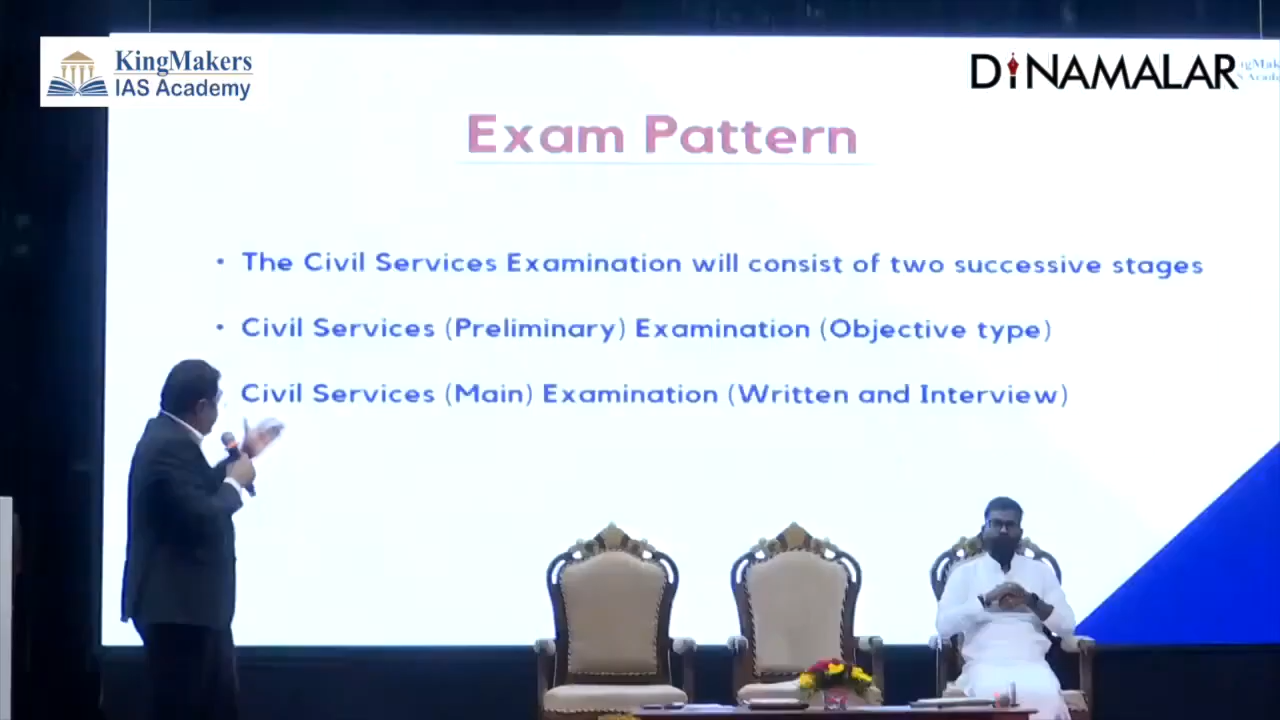 KingMakers
IAS Academy
DINAMALAR
Exam Pattern
• The Civil Services Examination will consist of two successive stages
• Civil Services (Preliminary) Examination (Objective type)
Civil Services (Main) Examination (Written and Interview)